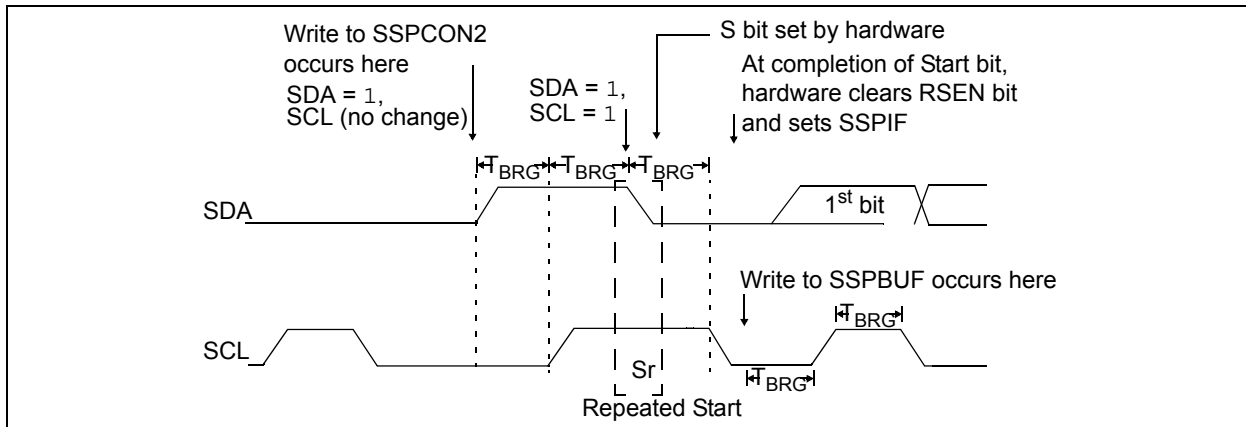 Write to SSPCON2
occurs here
SDA = 1,
SCL (no change)
SDA = 1,
SCL = 1
S bit set by hardware
At completion of Start bit,
hardware clears RSEN bit
and sets SSPIF
TBRG TBRG TBRG
SDA
1st bit
Write to SSPBUF occurs here
TBRG
SCL
Sr
TBRG
Repeated Start